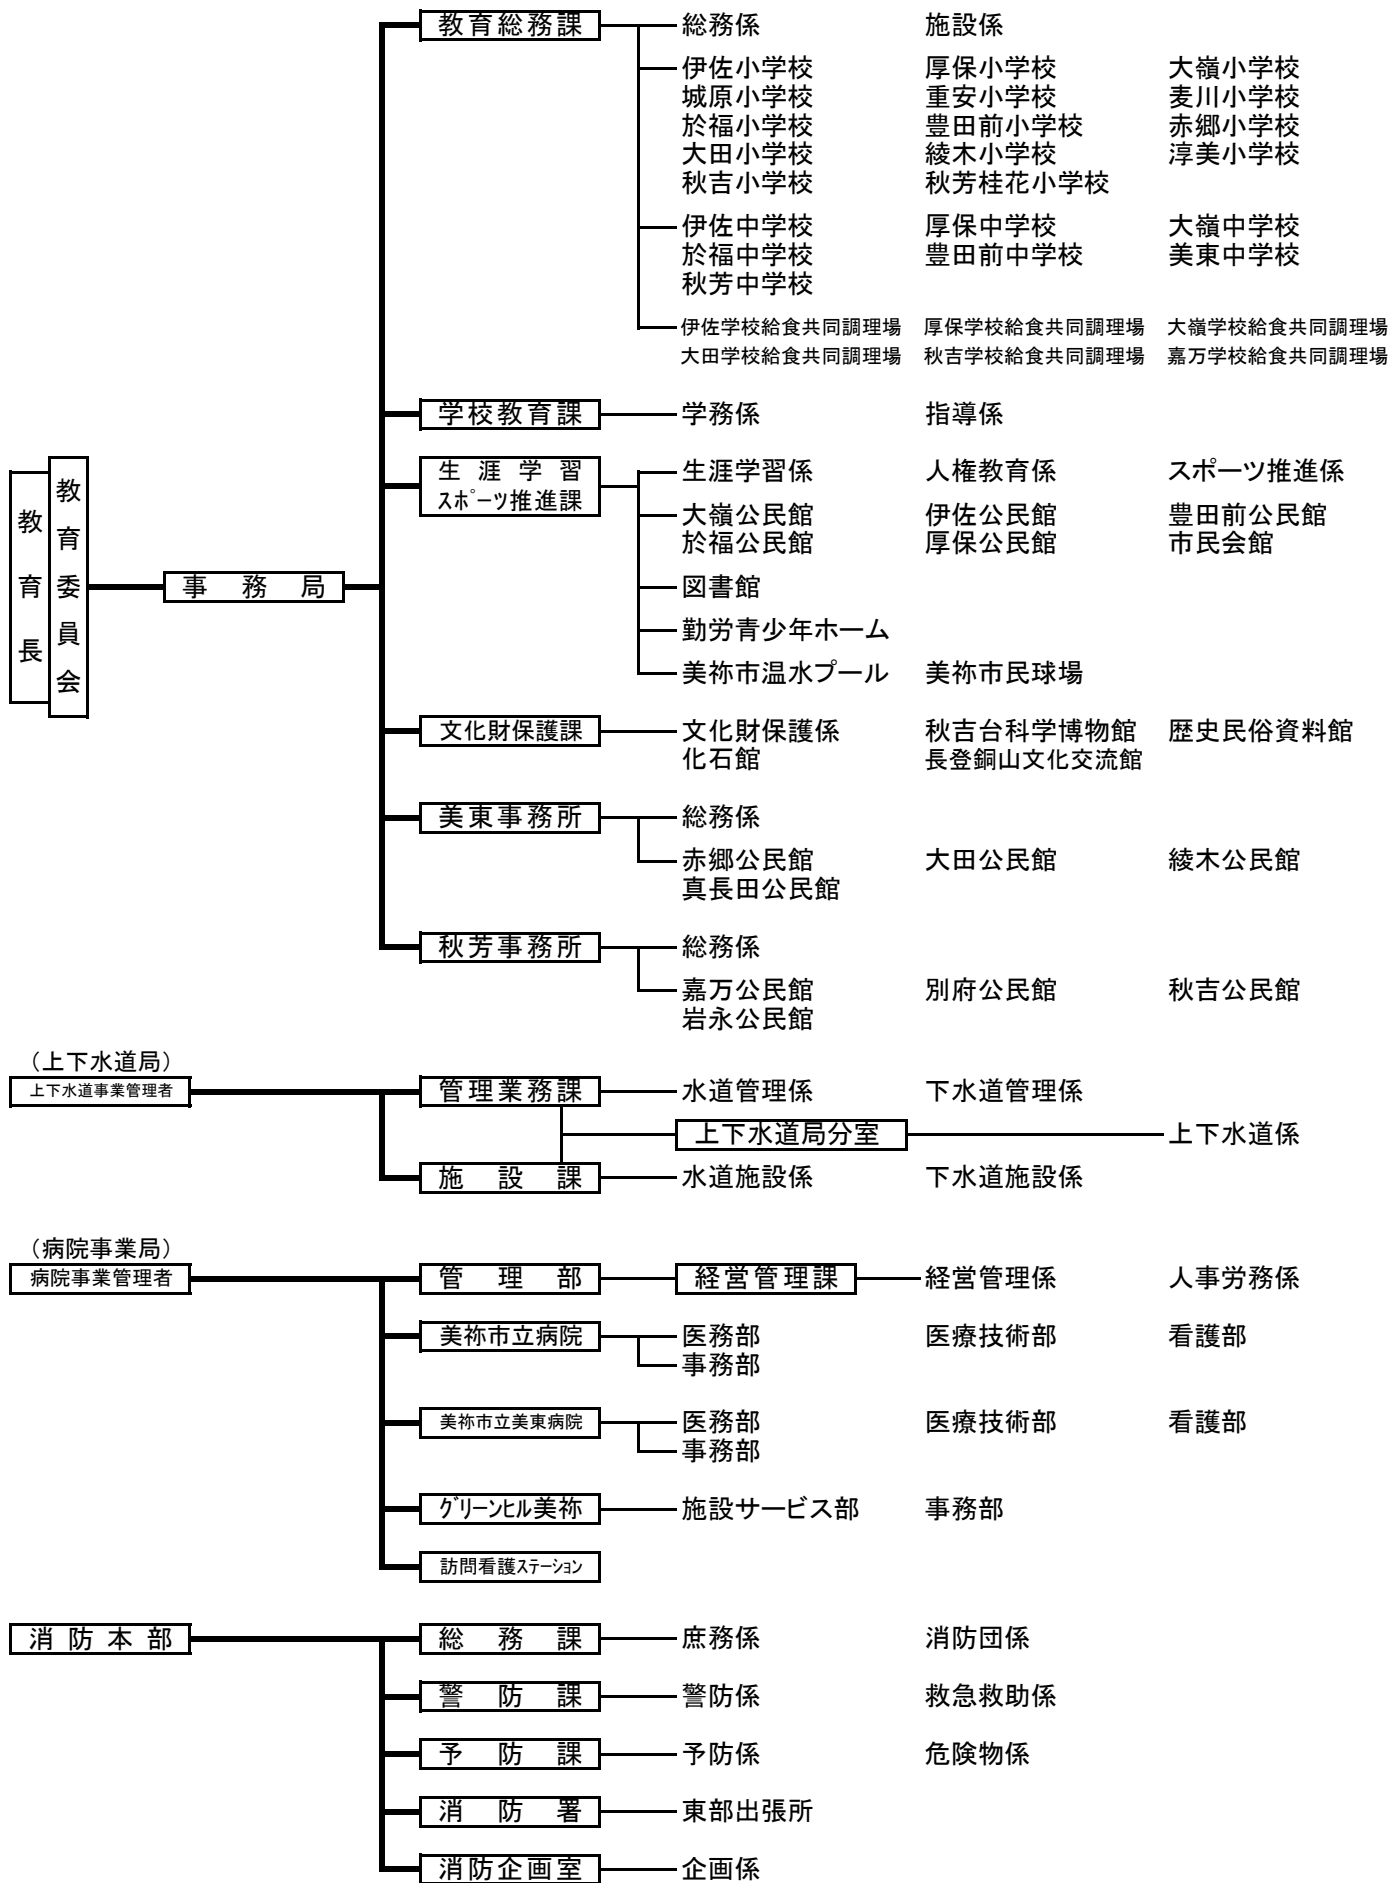 教育総務課 総務係 施設係
伊佐小学校 厚保小学校 大嶺小学校
城原小学校 重安小学校 麦川小学校
於福小学校 豊田前小学校 赤郷小学校
大田小学校 綾木小学校 淳美小学校
秋吉小学校 秋芳桂花小学校
伊佐中学校 厚保中学校 大嶺中学校
於福中学校 豊田前中学校 美東中学校
秋芳中学校
伊佐学校給食共同調理場 厚保学校給食共同調理場 大嶺学校給食共同調理場
大田学校給食共同調理場 秋吉学校給食共同調理場 嘉万学校給食共同調理場
学校教育課 学務係 指導係
教育長
教育委員会
事務局
生涯学習
スポーツ推進課
生涯学習係 人権教育係 スポーツ推進係
大嶺公民館 伊佐公民館 豊田前公民館
於福公民館 厚保公民館 市民会館
図書館
勤労青少年ホーム
美祢市温水プール 美祢市民球場
文化財保護課 文化財保護係 秋吉台科学博物館 歴史民俗資料館
化石館 長登銅山文化交流館
美東事務所 総務係
赤郷公民館 大田公民館 綾木公民館
真長田公民館
秋芳事務所 総務係
嘉万公民館 別府公民館 秋吉公民館
岩永公民館
（上下水道局）
上下水道事業管理者 管理業務課 水道管理係 下水道管理係
上下水道局分室 上下水道係
施設課 水道施設係 下水道施設係
（病院事業局）
病院事業管理者 管理部 経営管理課 経営管理係 人事労務係
美祢市立病院 医務部 医療技術部 看護部
事務部
美祢市立美東病院 医務部 医療技術部 看護部
事務部
グリーンヒル美祢 施設サービス部 事務部
訪問看護ステーション
消防本部 総務課 庶務係 消防団係
警防課 警防係 救急救助係
予防課 予防係 危険物係
消防署 東部出張所
消防企画室 企画係